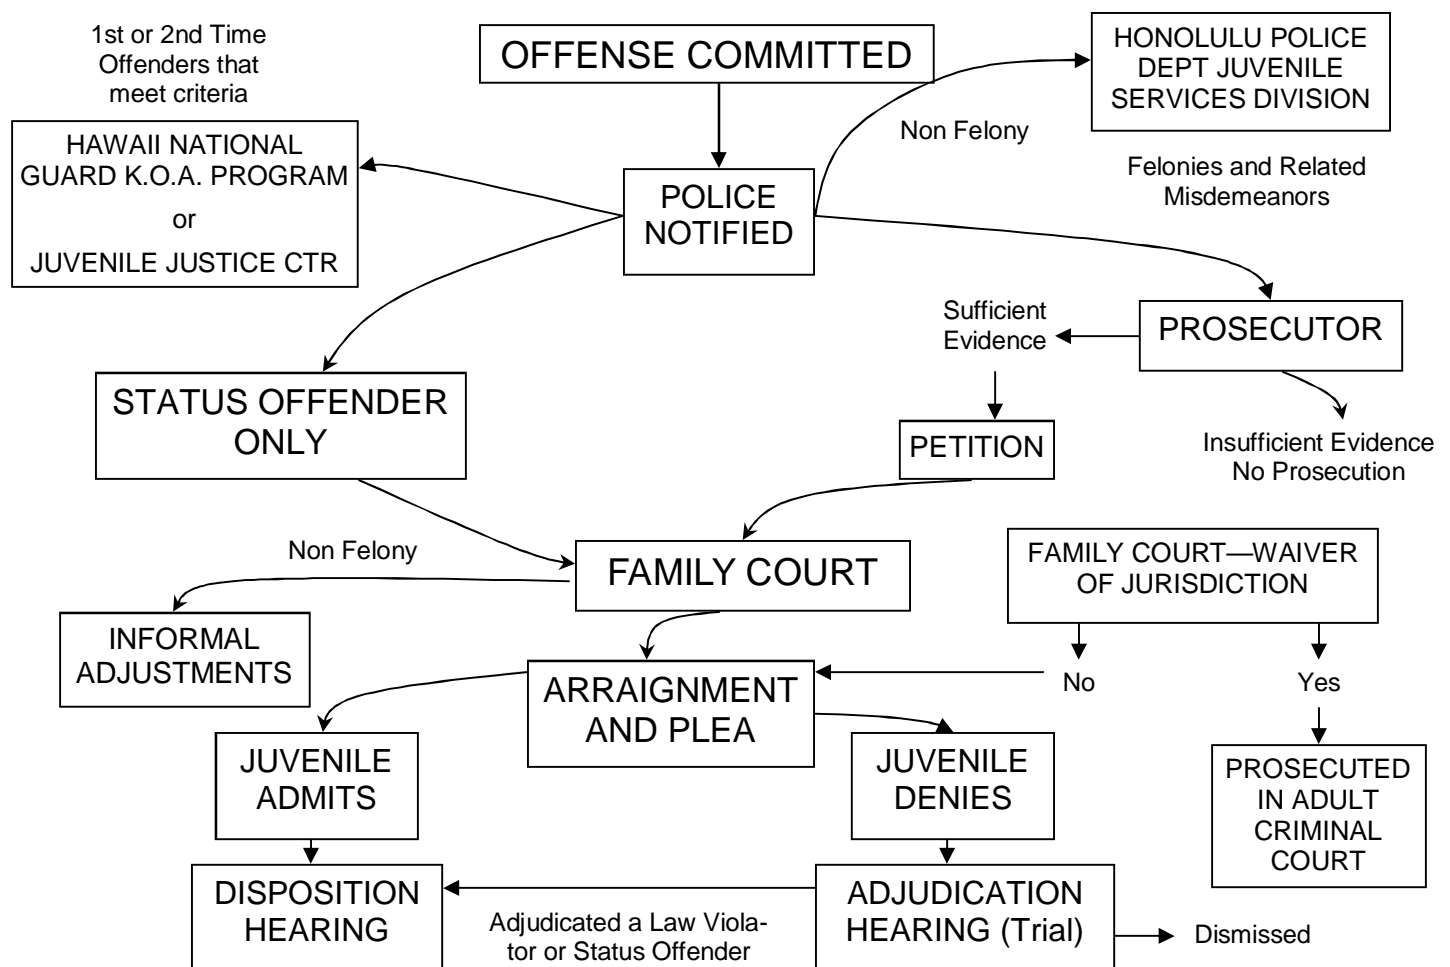 1st or 2nd Time
Offenders that
meet criteria
OFFENSE COMMITTED
HONOLULU POLICE
DEPT JUVENILE
SERVICES DIVISION
Non Felony
HAWAII NATIONAL
GUARD K.O.A. PROGRAM
or
JUVENILE JUSTICE CTR
POLICE
NOTIFIED
Felonies and Related
Misdemeanors
Sufficient
Evidence
PROSECUTOR
STATUS OFFENDER
ONLY
PETITION
Insufficient Evidence
No Prosecution
Non Felony
FAMILY COURT
FAMILY COURT—WAIVER
OF JURISDICTION
INFORMAL
ADJUSTMENTS
ARRAIGNMENT
AND PLEA
No
Yes
JUVENILE
ADMITS
JUVENILE
DENIES
PROSECUTED
IN ADULT
CRIMINAL
COURT
DISPOSITION
HEARING
Adjudicated a Law Viola-
tor or Status Offender
ADJUDICATION
HEARING (Trial)
Dismissed